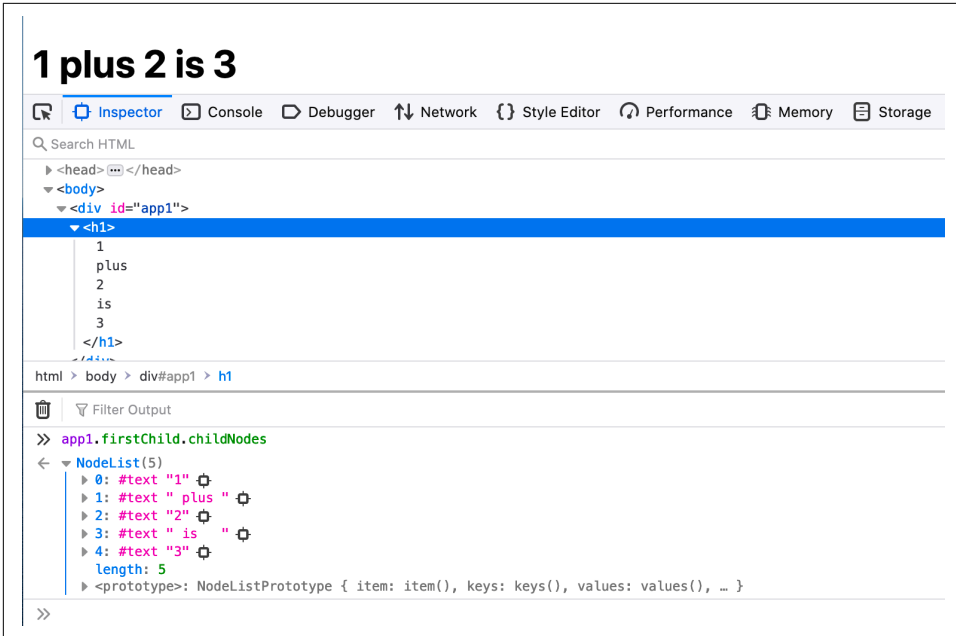 1 plus 2 is 3
Inspector Console Debugger Network Style Editor Performance Memory Storage
Search HTML
<head>…</head>
<body>
<div id="app1">
<h1>
1
plus
2
is
3
</h1>
</div>
html > body > div#app1 > h1
Filter Output
>> app1.firstChild.childNodes
NodeList(5)
0: #text "1"
1: #text " plus "
2: #text "2"
3: #text " is   "
4: #text "3"
length: 5
<prototype>: NodeListPrototype { item: item(), keys: keys(), values: values(), … }
>>